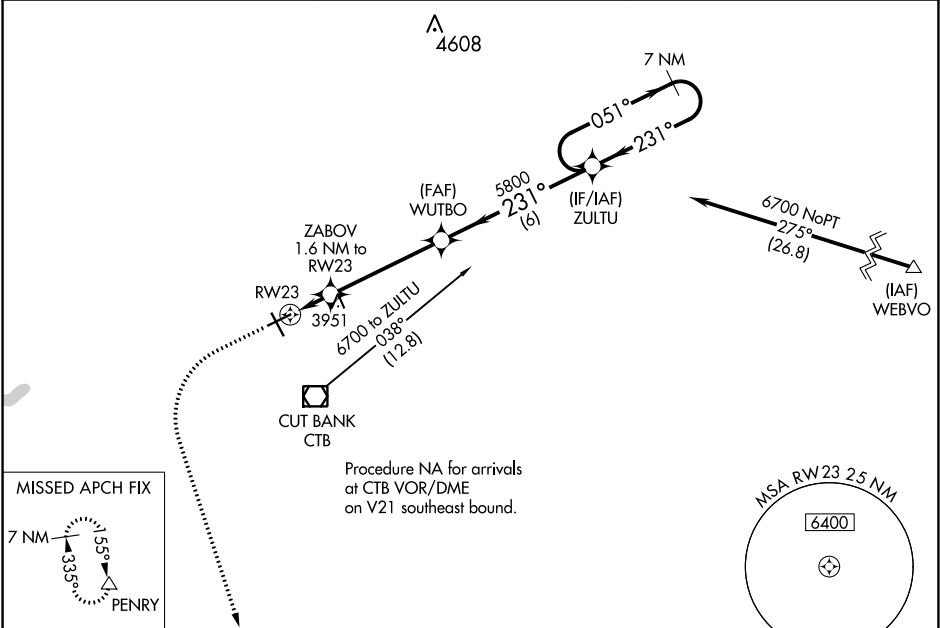 4608
7 NM
051°
231°
(IF/IAF)
ZULTU
5800
231°
(6)
(FAF)
WUTBO
6700 NoPT
275°
(26.8)
(IAF)
WEBVO
ZABOV
1.6 NM to
RW23
RW23
3951
6700 to ZULTU
038°
(12.8)
CUT BANK
CTB
Procedure NA for arrivals
at CTB VOR/DME
on V21 southeast bound.
MISSED APCH FIX
7 NM
155°
335°
PENRY
MSA RW23 25 NM
6400